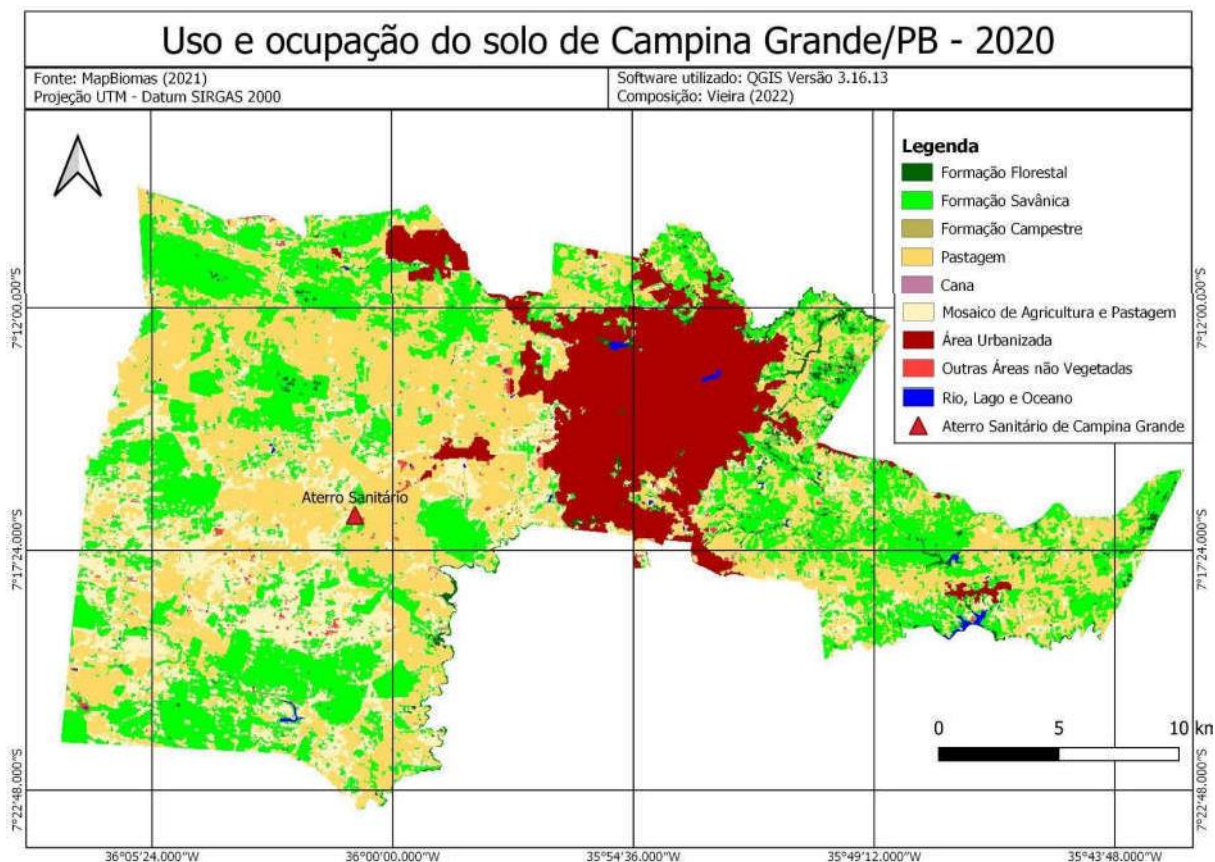 Uso e ocupação do solo de Campina Grande/PB - 2020
Fonte: MapBiomas (2021)
Projeção UTM - Datum SIRGAS 2000
Software utilizado: QGIS Versão 3.16.13
Composição: Vieira (2022)
Legenda
Formação Florestal
Formação Savânica
Formação Campestre
Pastagem
Cana
Mosaico de Agricultura e Pastagem
Área Urbanizada
Outras Áreas não Vegetadas
Rio, Lago e Oceano
Aterro Sanitário de Campina Grande
7°12'00.000"S
7°12'00.000"S
Aterro Sanitário
7°17'24.000"S
7°17'24.000"S
0 5 10 km
7°22'48.000"S
7°22'48.000"S
36°05'24.000"W 36°00'00.000"W 35°54'36.000"W 35°49'12.000"W 35°43'48.000"W